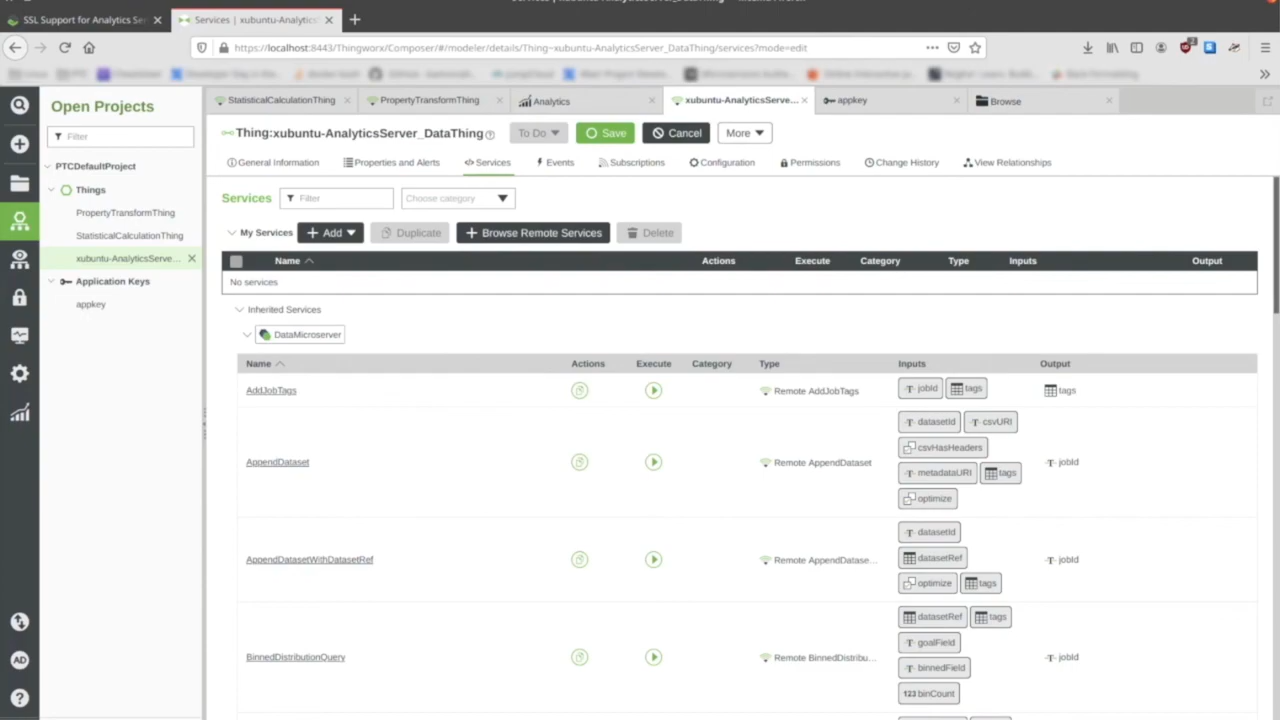 SSL Support for Analytics Ser
Services | xubuntu-Analytics
https://localhost:8443/Thingworx/Composer/#/modeler/details/Thing~xubuntu-AnalyticsServer_DataThing/services?mode=edit
Open Projects
Filter
PTCDefaultProject
Things
PropertyTransformThing
StatisticalCalculationThing
xubuntu-AnalyticsServe...
Application Keys
appkey
AD
StatisticalCalculationThing
PropertyTransformThing
Analytics
xubuntu-AnalyticsServe...
appkey
Browse
Thing:xubuntu-AnalyticsServer_DataThing
To Do
Save
Cancel
More
General Information
Properties and Alerts
Services
Events
Subscriptions
Configuration
Permissions
Change History
View Relationships
Services
Filter
Choose category
My Services
Add
Duplicate
Browse Remote Services
Delete
Name Actions Execute Category Type Inputs Output
No services
Inherited Services
DataMicroserver
Name Actions Execute Category Type Inputs Output
AddJobTags Remote AddJobTags jobId tags tags
AppendDataset Remote AppendDataset datasetId csvURI
csvHasHeaders
metadataURI tags
optimize
jobId
AppendDatasetWithDatasetRef Remote AppendDatase... datasetId
datasetRef
optimize tags
jobId
BinnedDistributionQuery Remote BinnedDistribu... datasetRef tags
goalField
binnedField
123 binCount
jobId